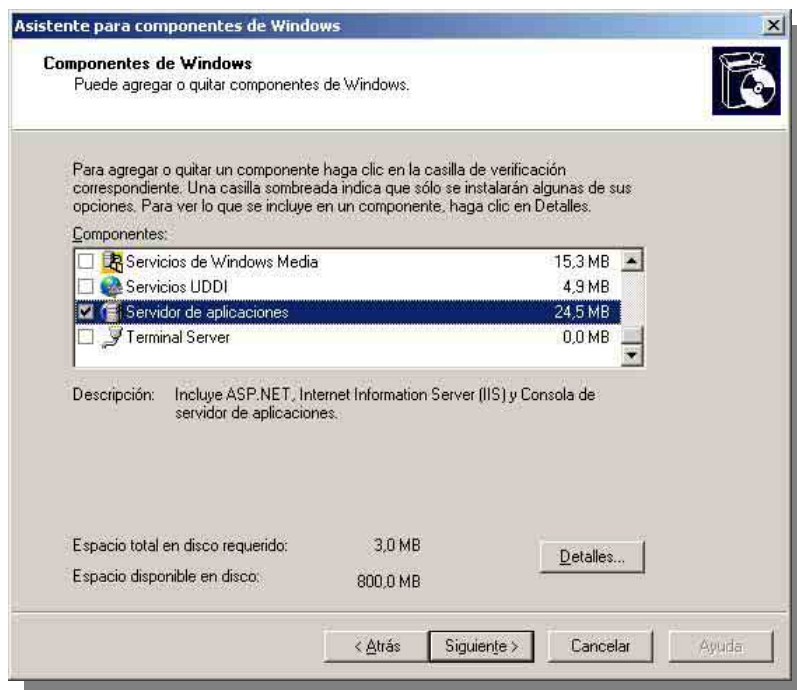 Asistente para componentes de Windows
Componentes de Windows
Puede agregar o quitar componentes de Windows.
Para agregar o quitar un componente haga clic en la casilla de verificación
correspondiente. Una casilla sombreada indica que sólo se instalarán algunas de sus
opciones. Para ver lo que se incluye en un componente, haga clic en Detalles.
Componentes:
Servicios de Windows Media 15,3 MB
Servicios UDDI 4,9 MB
Servidor de aplicaciones 24,5 MB
Terminal Server 0,0 MB
Descripción: Incluye ASP.NET, Internet Information Server (IIS) y Consola de
servidor de aplicaciones.
Espacio total en disco requerido: 3,0 MB
Detalles...
Espacio disponible en disco: 800,0 MB
< Atrás Siguiente > Cancelar Ayuda